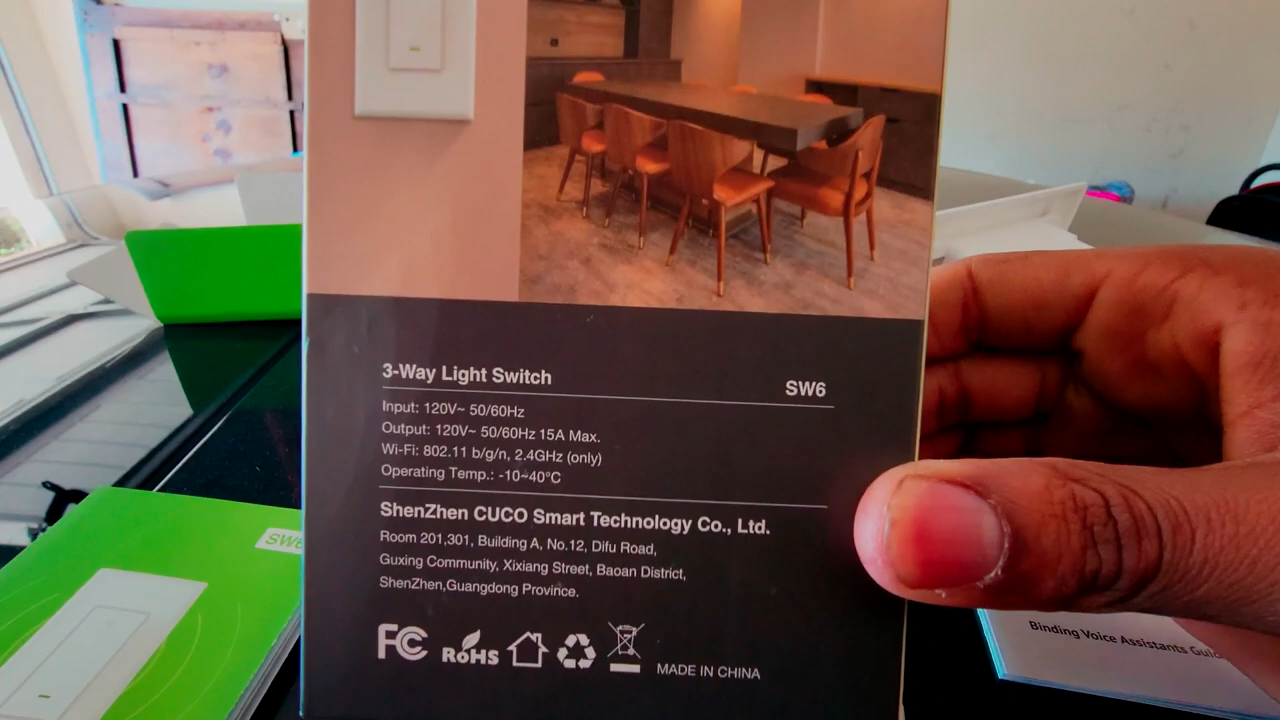 3-Way Light Switch
SW6
Input: 120V~ 50/60Hz
Output: 120V~ 50/60Hz 15A Max.
Wi-Fi: 802.11 b/g/n, 2.4GHz (only)
Operating Temp.: -10~40°C
ShenZhen CUCO Smart Technology Co., Ltd.
Room 201,301, Building A, No.12, Difu Road,
Guxing Community, Xixiang Street, Baoan District,
ShenZhen,Guangdong Provirice.
FC
RoHS
MADE IN CHINA
SW6
Binding Voice Assistants Guide